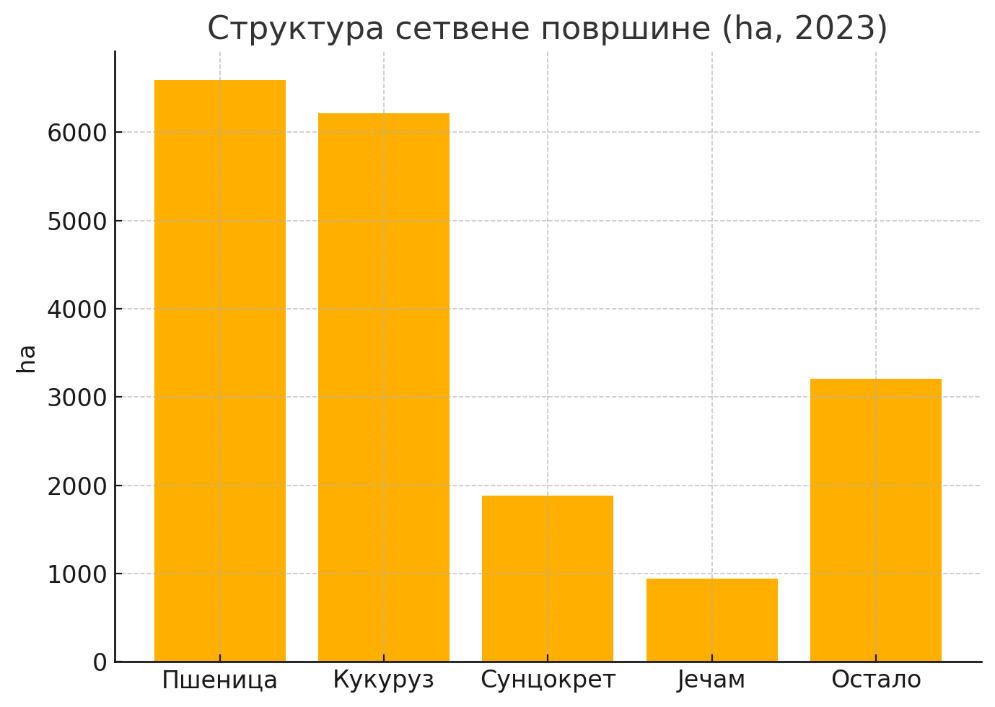 Структура сетвене површине (ha, 2023)
ha
6000
5000
4000
3000
2000
1000
0
Пшеница
Кукуруз
Сунцокрет
Јечам
Остало